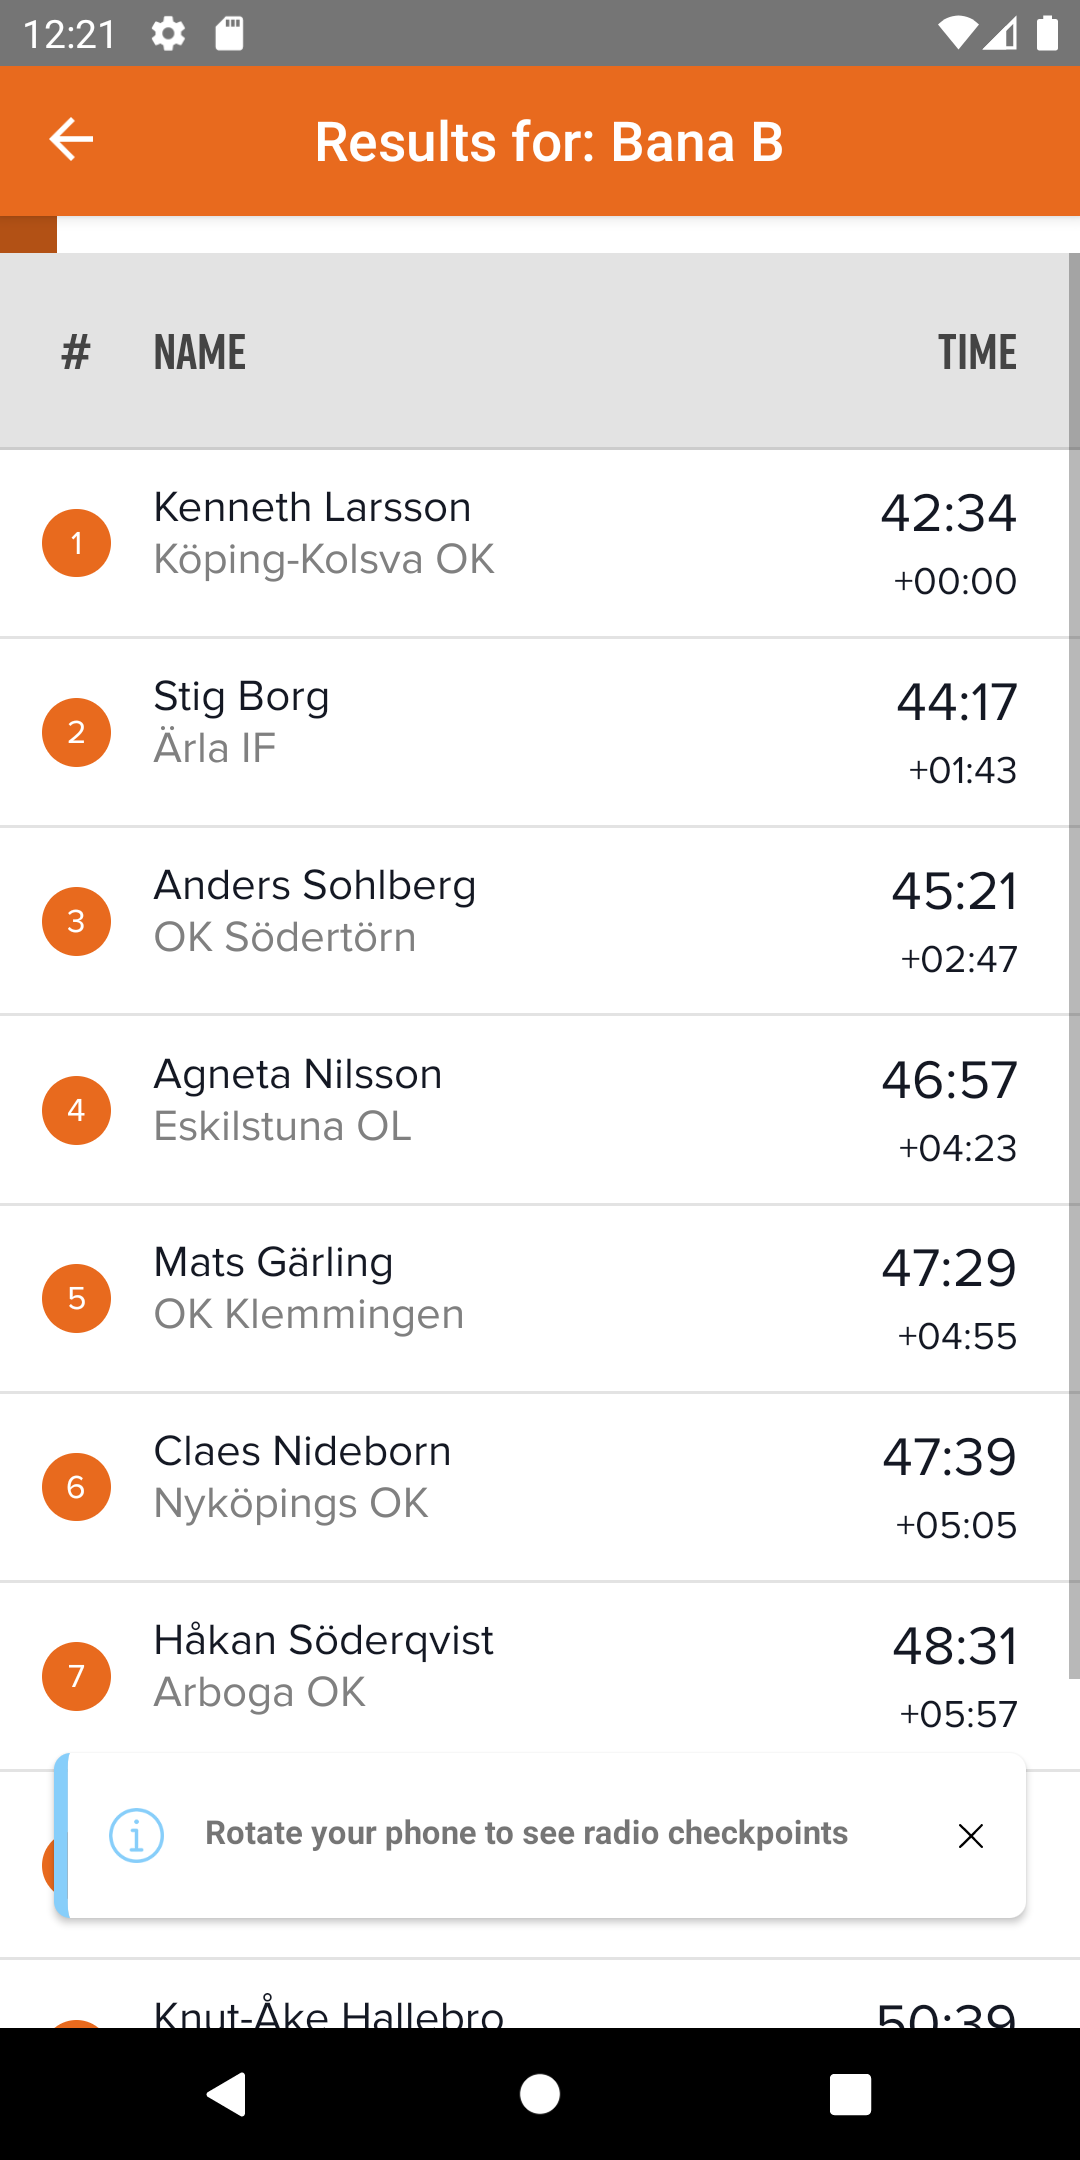 12:21
Results for: Bana B
# NAME TIME
1 Kenneth Larsson 42:34
Köping-Kolsva OK +00:00
2 Stig Borg 44:17
Ärla IF +01:43
3 Anders Sohlberg 45:21
OK Södertörn +02:47
4 Agneta Nilsson 46:57
Eskilstuna OL +04:23
5 Mats Gärling 47:29
OK Klemmingen +04:55
6 Claes Nideborn 47:39
Nyköpings OK +05:05
7 Håkan Söderqvist 48:31
Arboga OK +05:57
Rotate your phone to see radio checkpoints
Knut-Åke Hallebro 50:39